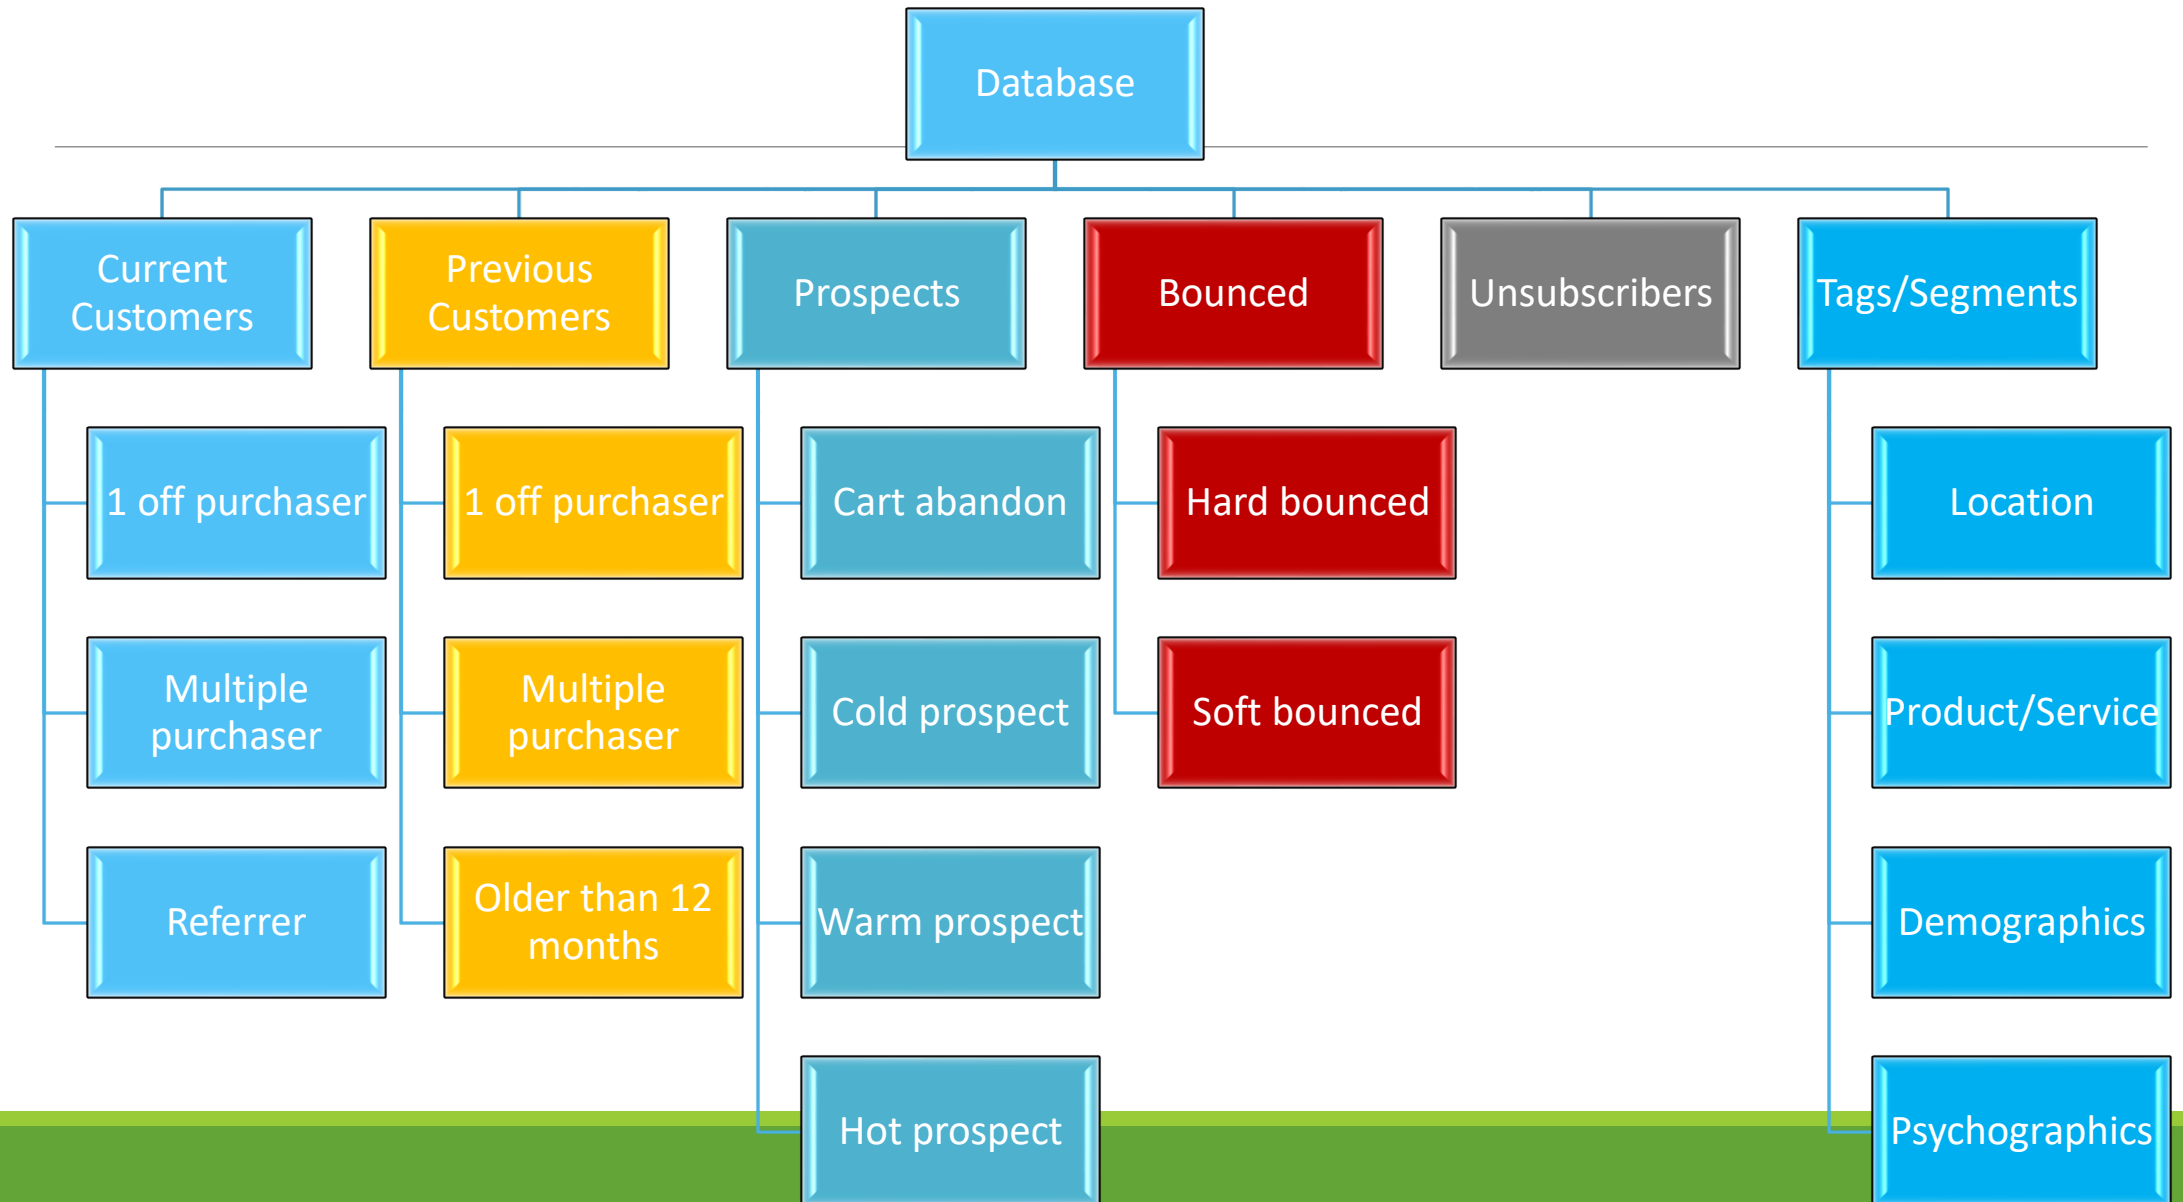 Database
Current
Customers
Previous
Customers
Prospects
Bounced
Unsubscribers
Tags/Segments
1 off purchaser
1 off purchaser
Cart abandon
Hard bounced
Location
Multiple
purchaser
Multiple
purchaser
Cold prospect
Soft bounced
Product/Service
Referrer
Older than 12
months
Warm prospect
Demographics
Hot prospect
Psychographics